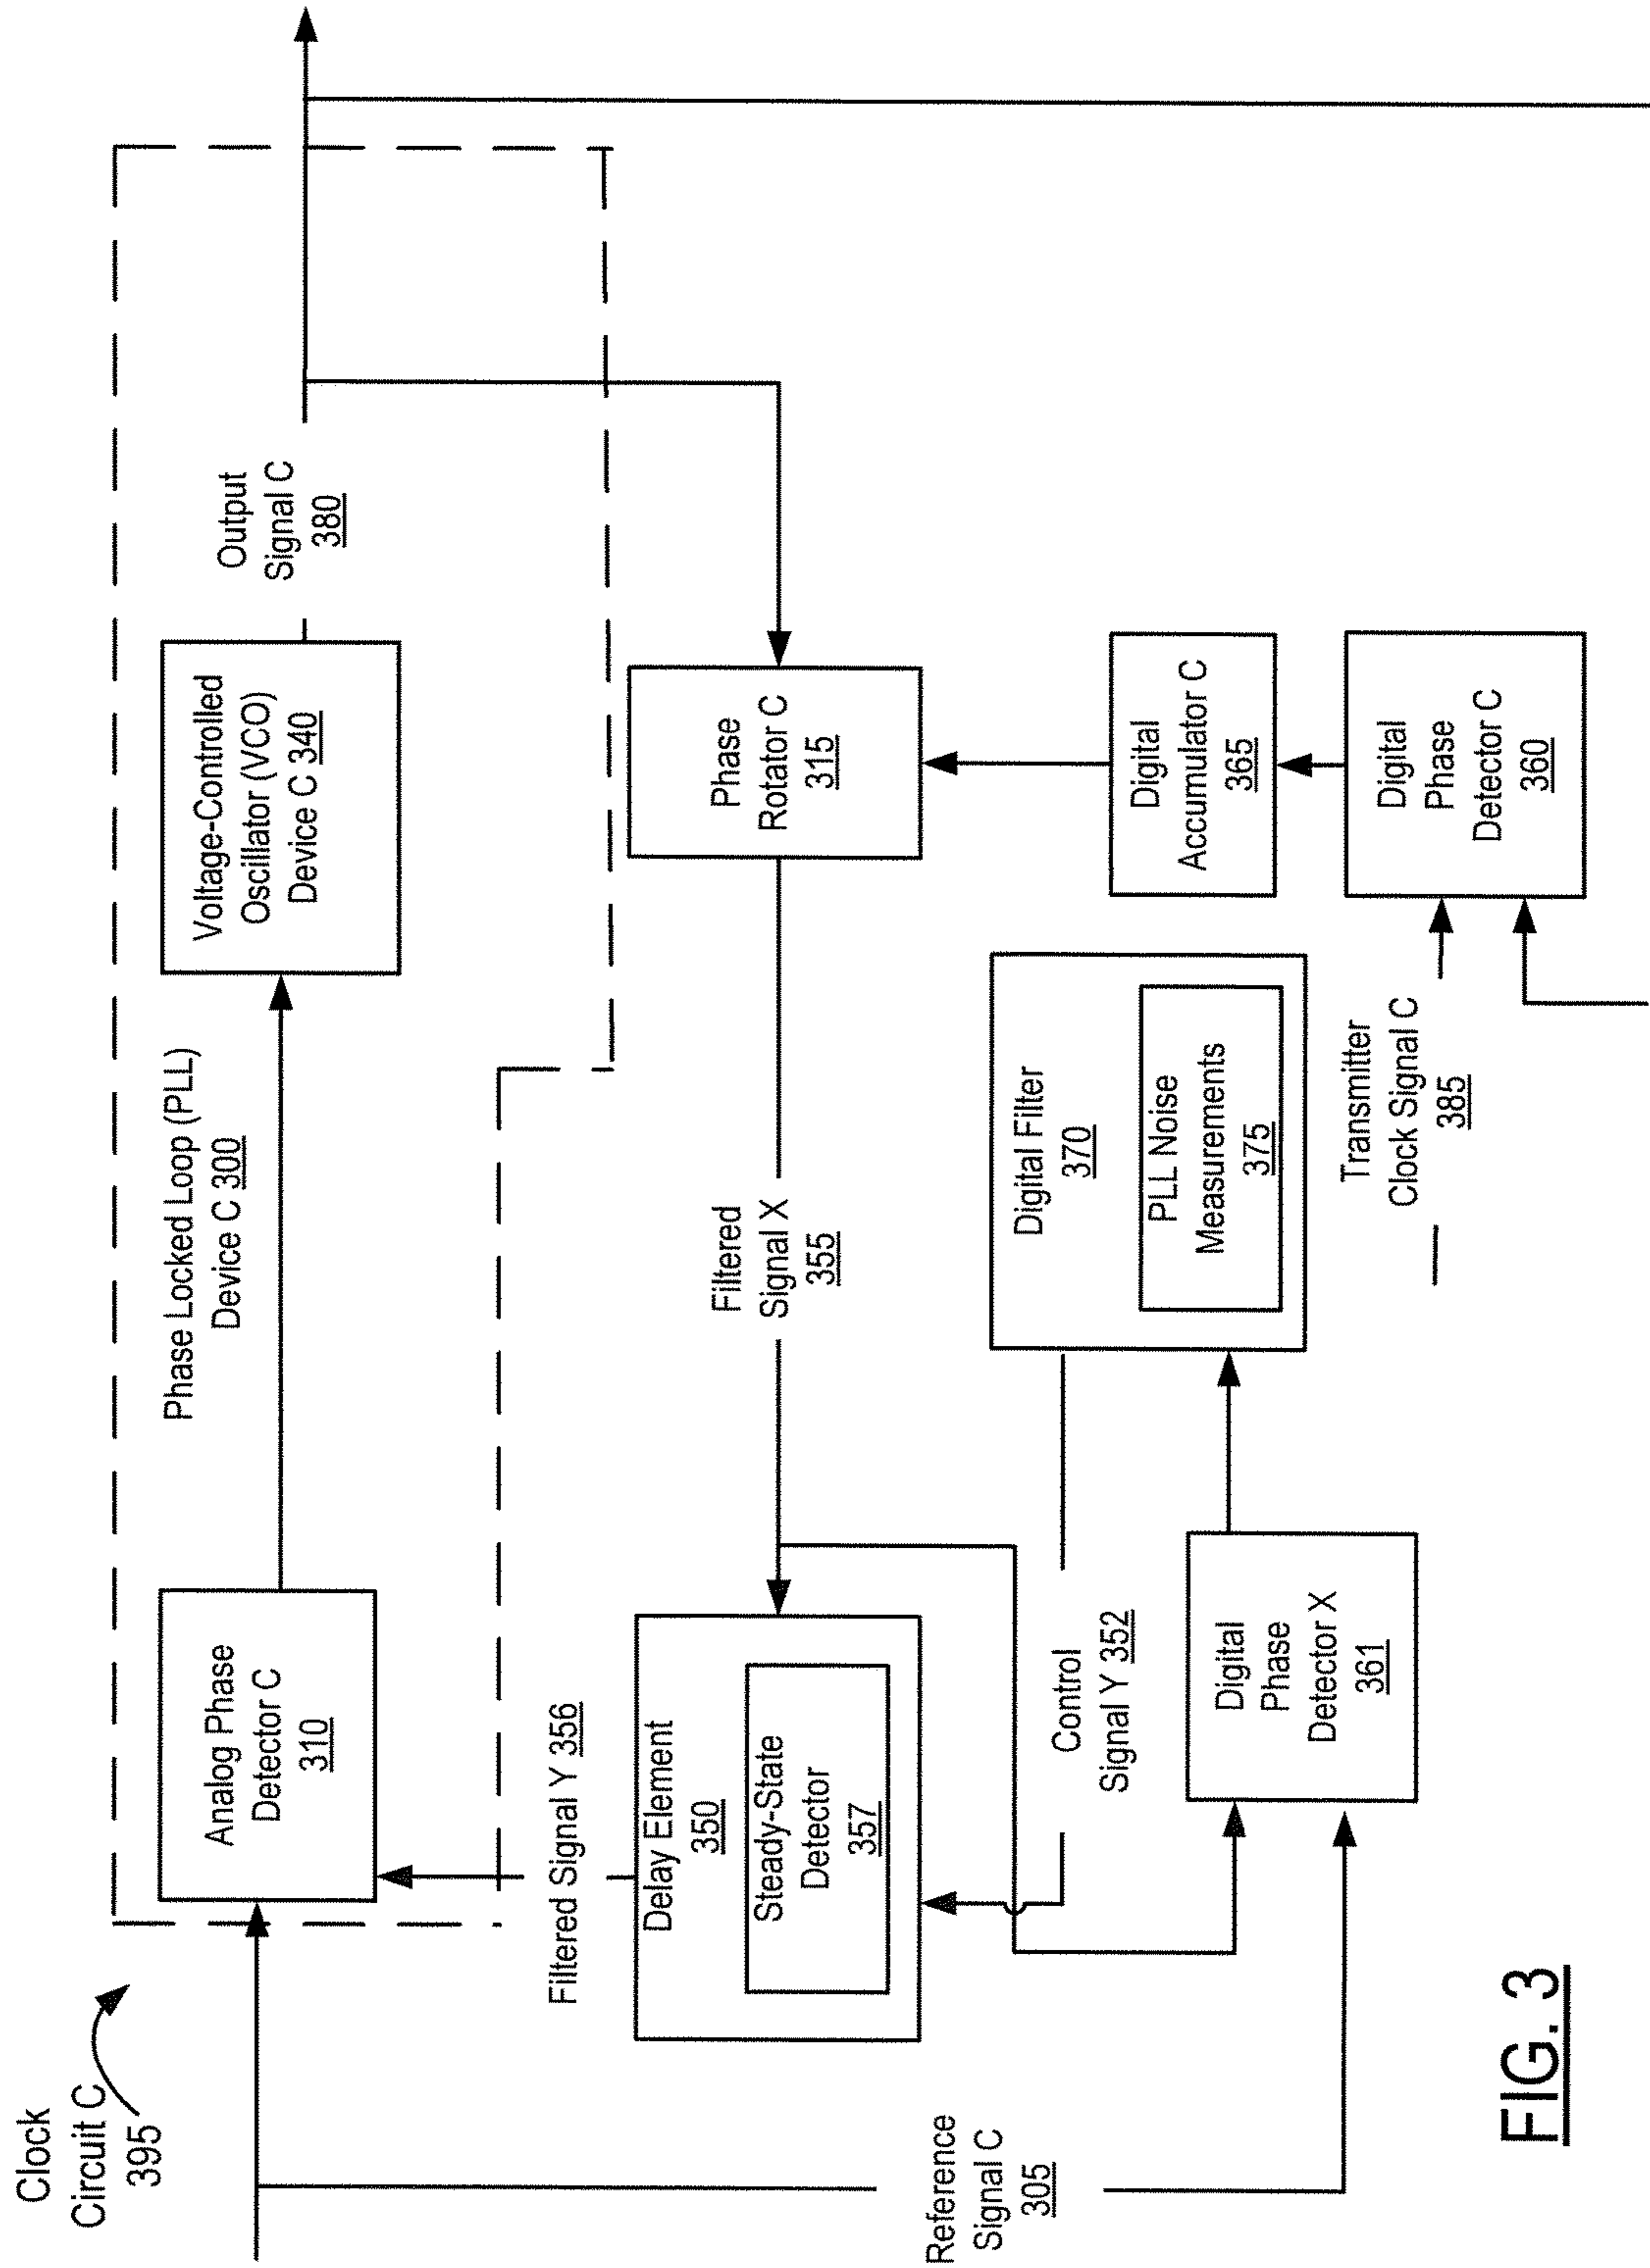 Clock
Circuit C
395
Phase Locked Loop (PLL)
Device C 300
Analog Phase
Detector C
310
Voltage-Controlled
Oscillator (VCO)
Device C 340
Output
Signal C
380
Filtered Signal Y 356
Delay Element
350
Steady-State
Detector
357
Filtered
Signal X
355
Phase
Rotator C
315
Reference
Signal C
305
Control
Signal Y 352
Digital Filter
370
PLL Noise
Measurements
375
Digital
Accumulator C
365
Digital
Phase
Detector X
361
Transmitter
Clock Signal C
385
Digital
Phase
Detector C
360
FIG. 3